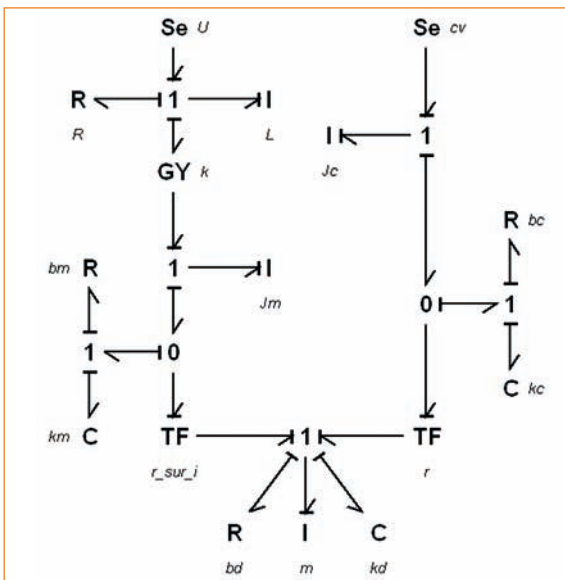 Se U Se cv
R 1 I 1
R L I
Jc
GY k
R bc
bm R 1 I
Jm 0 1
1 0
C kc
km C TF 1 TF
r_sur_i r
R I C
bd m kd